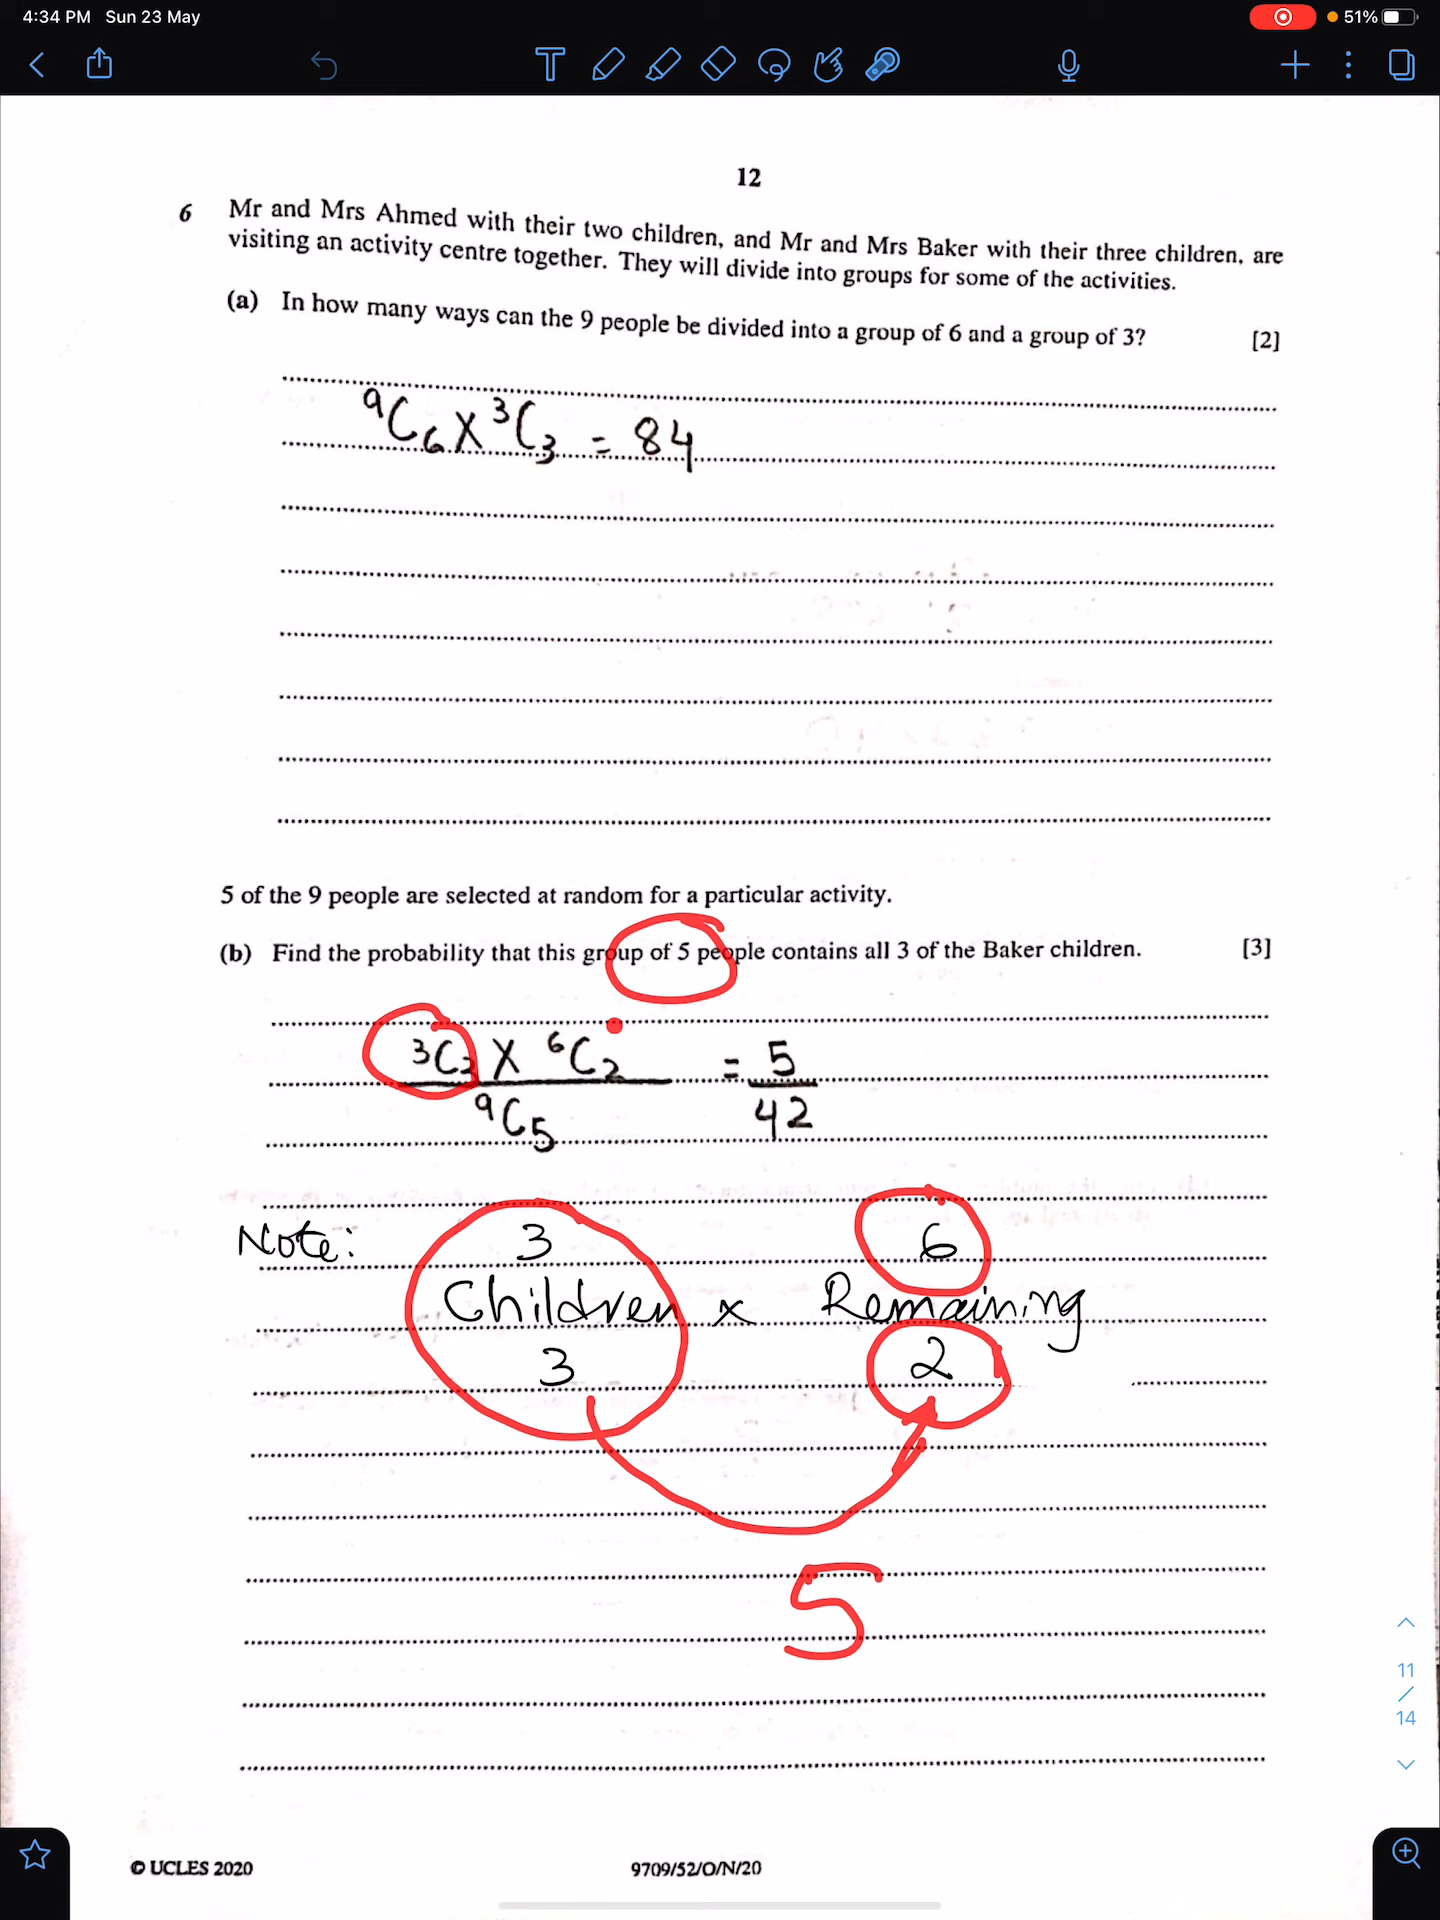 4:34 PM Sun 23 May
51%
12
6 Mr and Mrs Ahmed with their two children, and Mr and Mrs Baker with their three children, are
visiting an activity centre together. They will divide into groups for some of the activities.
(a) In how many ways can the 9 people be divided into a group of 6 and a group of 3? [2]
⁹C₆ X ³C₃ = 84
5 of the 9 people are selected at random for a particular activity.
(b) Find the probability that this group of 5 people contains all 3 of the Baker children. [3]
³C₃ X ⁶C₂ = 5
⁹C₅ 42
Note: 3 6
Children x Remaining
3 2
5
11
/
14
© UCLES 2020 9709/52/O/N/20